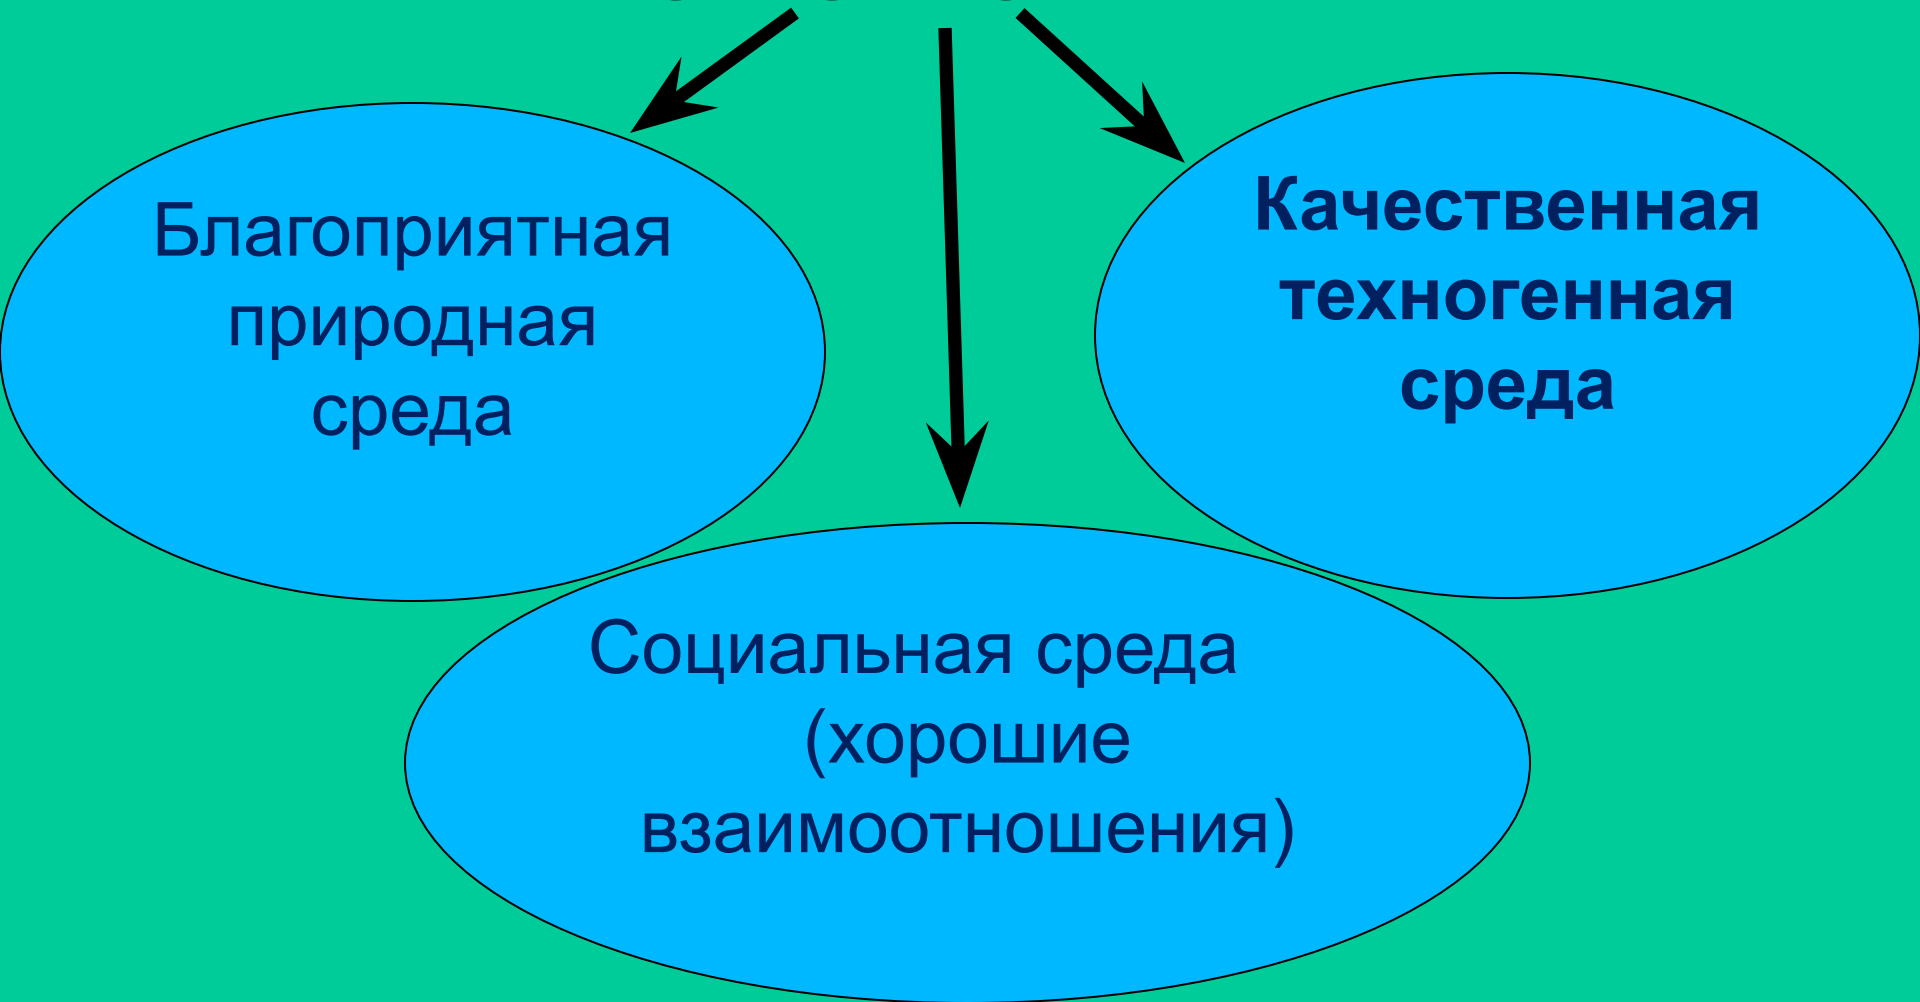 Благоприятная
природная
среда
Качественная
техногенная
среда
Социальная среда
(хорошие
взаимоотношения)